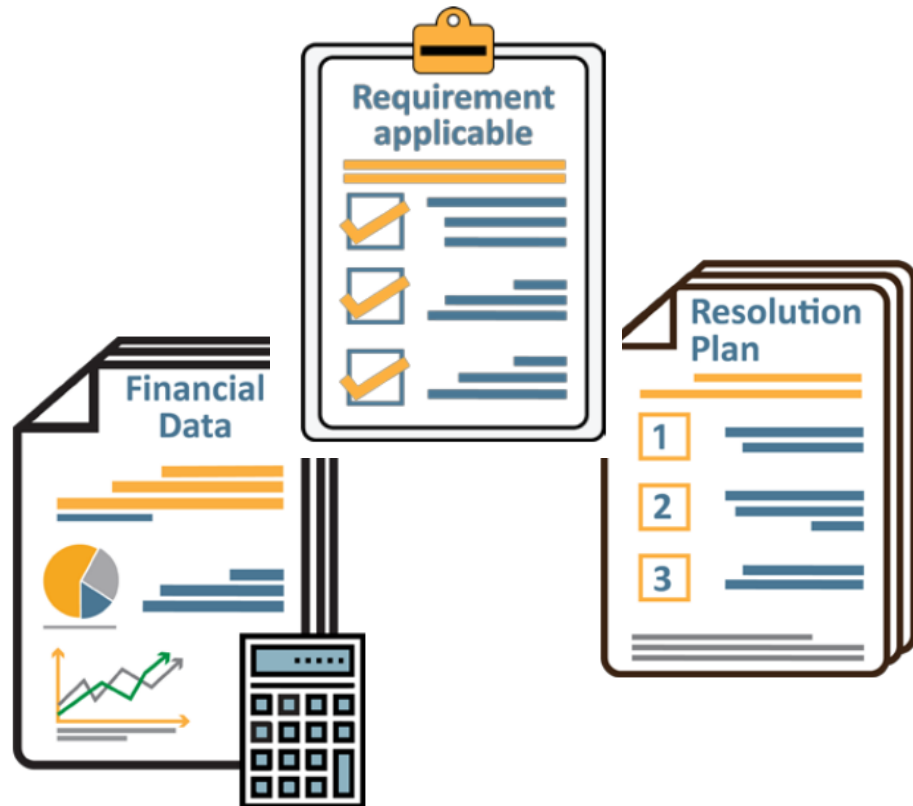 Requirement
applicable
Financial
Data
Resolution
Plan
1
2
3